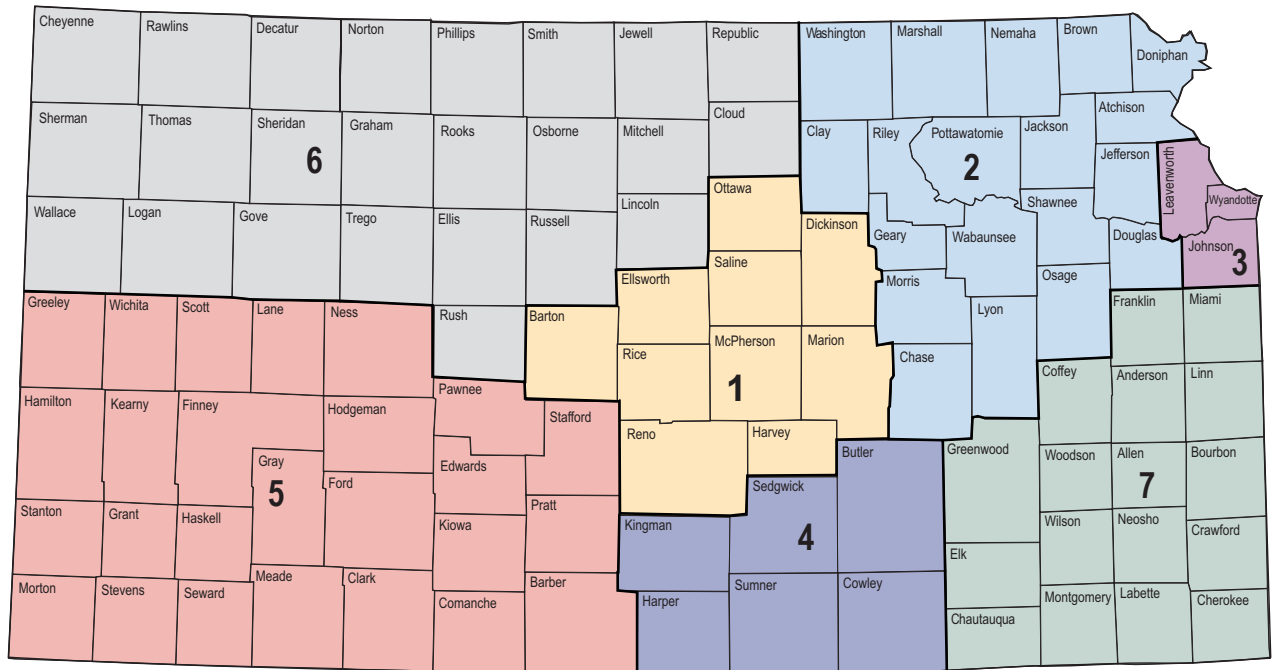 Cheyenne
Rawlins
Decatur
Norton
Phillips
Smith
Jewell
Republic
Washington
Marshall
Nemaha
Brown
Doniphan
Sherman
Thomas
Sheridan
Graham
Rooks
Osborne
Mitchell
Cloud
Clay
Riley
Pottawatomie
Jackson
Atchison
Jefferson
Leavenworth
Wyandotte
6
2
Wallace
Logan
Gove
Trego
Ellis
Russell
Lincoln
Ottawa
Dickinson
Geary
Wabaunsee
Shawnee
Douglas
Johnson
3
Saline
Ellsworth
Morris
Osage
Lyon
Greeley
Wichita
Scott
Lane
Ness
Rush
Barton
Rice
McPherson
Marion
Chase
Franklin
Miami
1
Hamilton
Kearny
Finney
Hodgeman
Pawnee
Stafford
Reno
Harvey
Coffey
Anderson
Linn
Gray
5
Ford
Edwards
Pratt
Butler
Sedgwick
4
Greenwood
Woodson
Allen
Bourbon
7
Stanton
Grant
Haskell
Kiowa
Kingman
Wilson
Neosho
Crawford
Elk
Morton
Stevens
Seward
Meade
Clark
Comanche
Barber
Harper
Sumner
Cowley
Chautauqua
Montgomery
Labette
Cherokee